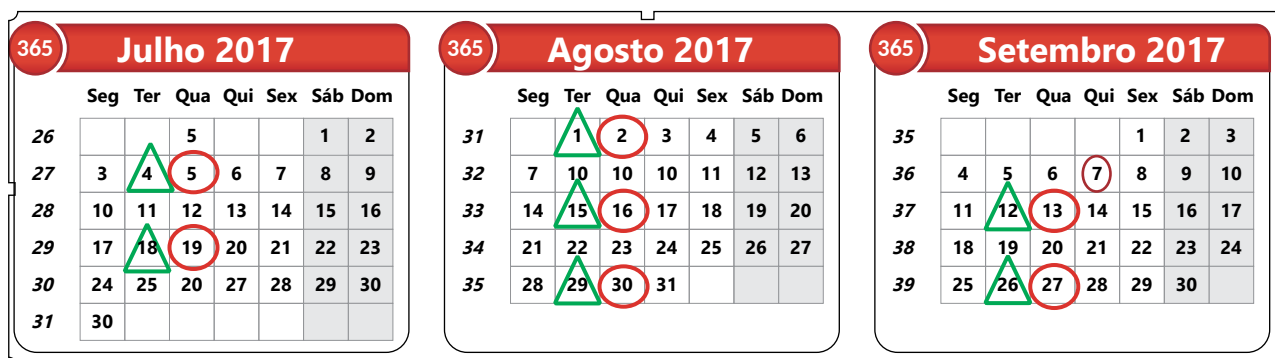 365 Julho 2017
Seg Ter Qua Qui Sex Sáb Dom
26 5 1 2
27 3 4 5 6 7 8 9
28 10 11 12 13 14 15 16
29 17 18 19 20 21 22 23
30 24 25 20 27 28 29 30
31 30
365 Agosto 2017
Seg Ter Qua Qui Sex Sáb Dom
31 1 2 3 4 5 6
32 7 10 10 10 11 12 13
33 14 15 16 17 18 19 20
34 21 22 23 24 25 26 27
35 28 29 30 31
365 Setembro 2017
Seg Ter Qua Qui Sex Sáb Dom
35 1 2 3
36 4 5 6 7 8 9 10
37 11 12 13 14 15 16 17
38 18 19 20 21 22 23 24
39 25 26 27 28 29 30